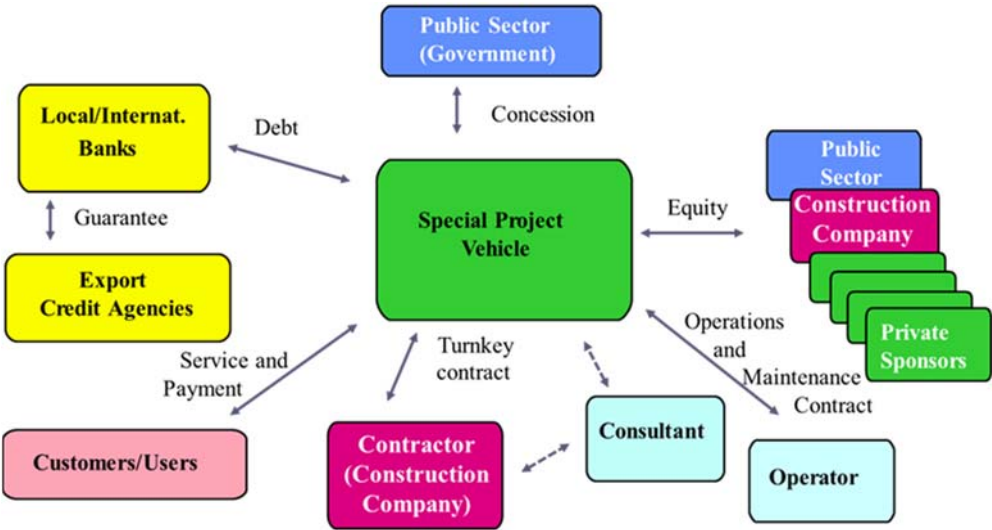 Public Sector
(Government)
Local/Internat.
Banks
Debt
Concession
Public
Sector
Guarantee
Special Project
Vehicle
Equity
Construction
Company
Export
Credit Agencies
Service and
Payment
Turnkey
contract
Operations
and
Maintenance
Contract
Private
Sponsors
Customers/Users
Contractor
(Construction
Company)
Consultant
Operator